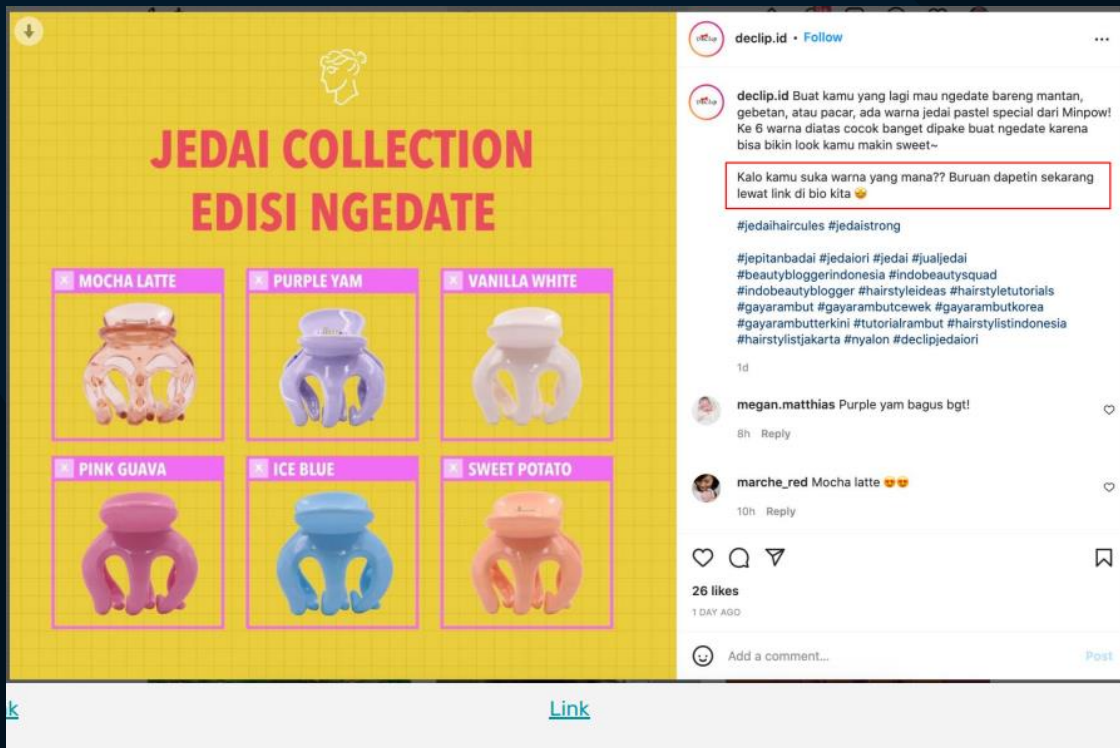 JEDAI COLLECTION
EDISI NGEDATE
X MOCHA LATTE
X PURPLE YAM
X VANILLA WHITE
X PINK GUAVA
X ICE BLUE
X SWEET POTATO
declip.id • Follow
declip.id Buat kamu yang lagi mau ngedate bareng mantan,
gebetan, atau pacar, ada warna jedai pastel special dari Minpow!
Ke 6 warna diatas cocok banget dipake buat ngedate karena
bisa bikin look kamu makin sweet~
Kalo kamu suka warna yang mana?? Buruan dapetin sekarang
lewat link di bio kita 🤩
#jedaihaircules #jedaistrong
#jepitanbadai #jedaiori #jedai #jualjedai
#beautybloggerindonesia #indobeautysquad
#indobeautyblogger #hairstyleideas #hairstyletutorials
#gayarambut #gayarambutcewek #gayarambutkorea
#gayarambutterkini #tutorialrambut #hairstylistindonesia
#hairstylistjakarta #nyalon #declipjedaiori
1d
megan.matthias Purple yam bagus bgt!
8h Reply
marche_red Mocha latte 😍😍
10h Reply
26 likes
1 DAY AGO
Add a comment...
Post
Link